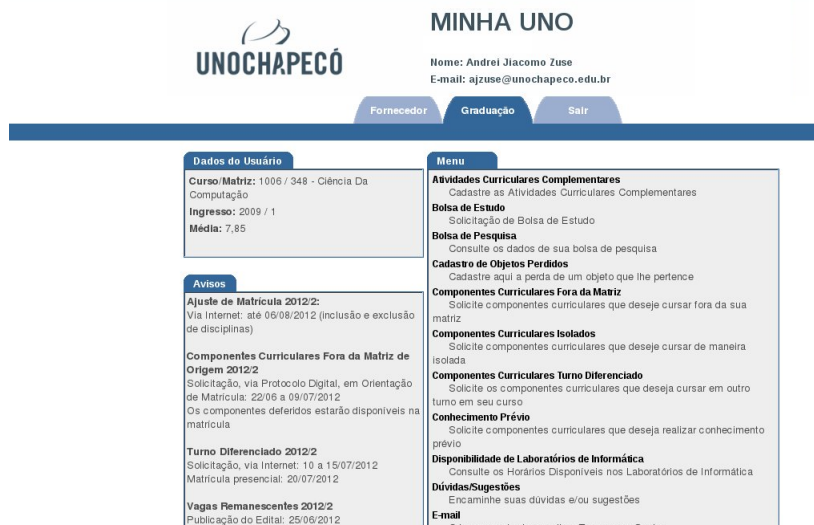 UNOCHAPECÓ
MINHA UNO
Nome: Andrei Jiacomo Zuse
E-mail: ajzuse@unochapeco.edu.br
Fornecedor
Graduação
Sair
Dados do Usuário
Curso/Matriz: 1006 / 348 - Ciência Da
Computação
Ingresso: 2009 / 1
Média: 7,85
Avisos
Ajuste de Matrícula 2012/2:
Via Internet: até 06/08/2012 (inclusão e exclusão
de disciplinas)
Componentes Curriculares Fora da Matriz de
Origem 2012/2
Solicitação, via Protocolo Digital, em Orientação
de Matrícula: 22/06 a 09/07/2012
Os componentes deferidos estarão disponíveis na
matrícula
Turno Diferenciado 2012/2
Solicitação, via Internet: 10 a 15/07/2012
Matrícula presencial: 20/07/2012
Vagas Remanescentes 2012/2
Publicação do Edital: 25/06/2012
Menu
Atividades Curriculares Complementares
Cadastre as Atividades Curriculares Complementares
Bolsa de Estudo
Solicitação de Bolsa de Estudo
Bolsa de Pesquisa
Consulte os dados de sua bolsa de pesquisa
Cadastro de Objetos Perdidos
Cadastre aqui a perda de um objeto que lhe pertence
Componentes Curriculares Fora da Matriz
Solicite componentes curriculares que deseje cursar fora da sua
matriz
Componentes Curriculares Isolados
Solicite componentes curriculares que deseje cursar de maneira
isolada
Componentes Curriculares Turno Diferenciado
Solicite os componentes curriculares que deseja cursar em outro
turno em seu curso
Conhecimento Prévio
Solicite componentes curriculares que deseja realizar conhecimento
prévio
Disponibilidade de Laboratórios de Informática
Consulte os Horários Disponíveis nos Laboratórios de Informática
Dúvidas/Sugestões
Encaminhe suas dúvidas e/ou sugestões
E-mail